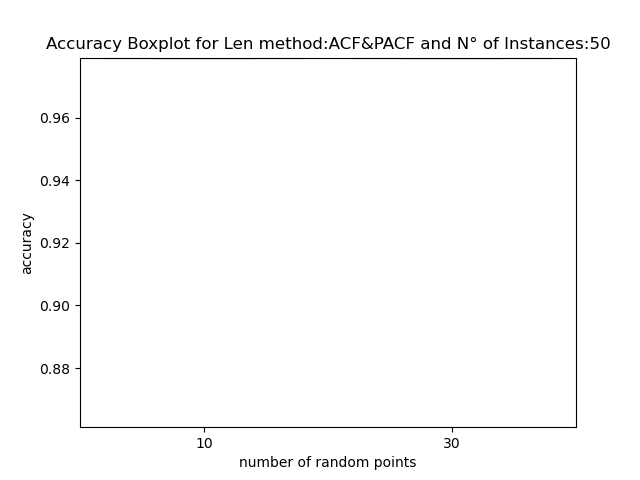 Accuracy Boxplot for Len method:ACF&PACF and N° of Instances:50
0.96
0.94
0.92
0.90
0.88
accuracy
10 30
number of random points